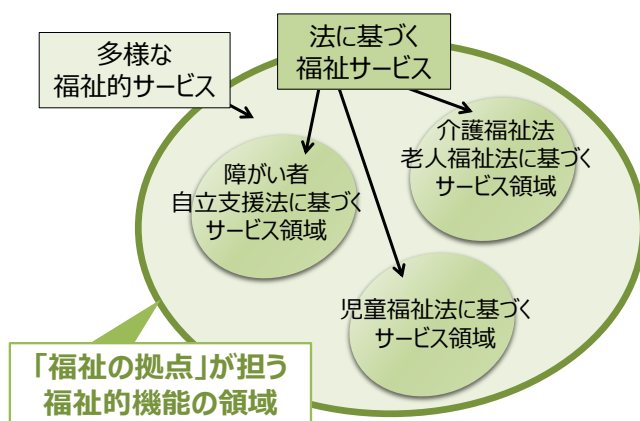 多様な
福祉的サービス
法に基づく
福祉サービス
介護福祉法
老人福祉法に基づく
サービス領域
障がい者
自立支援法に基づく
サービス領域
児童福祉法に基づく
サービス領域
「福祉の拠点」が担う
福祉的機能の領域